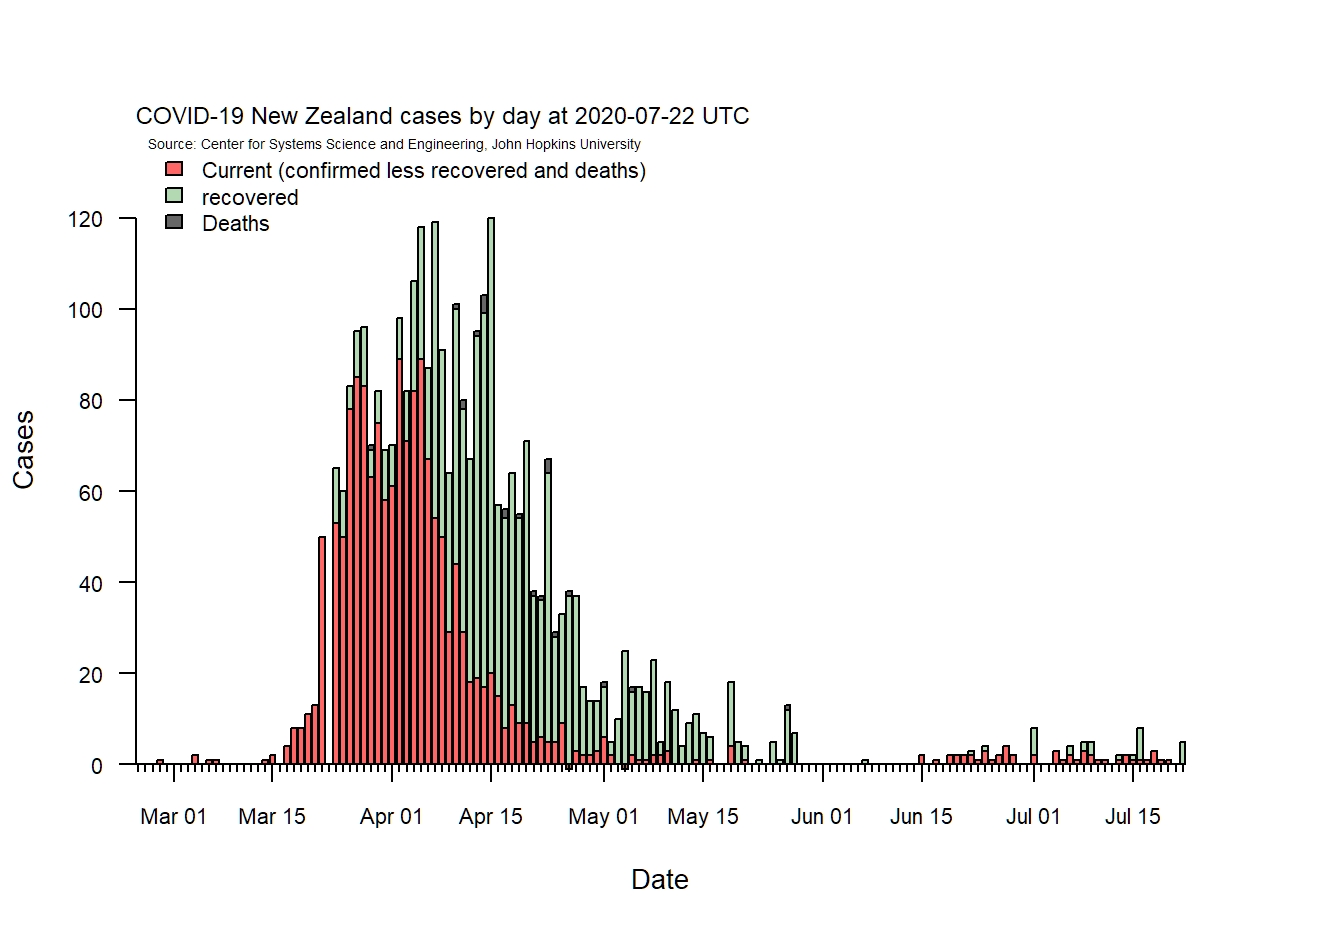 COVID-19 New Zealand cases by day at 2020-07-22 UTC
Source: Center for Systems Science and Engineering, John Hopkins University
Current (confirmed less recovered and deaths)
recovered
Deaths
120
100
80
60
40
20
0
Cases
Mar 01 Mar 15 Apr 01 Apr 15 May 01 May 15 Jun 01 Jun 15 Jul 01 Jul 15
Date